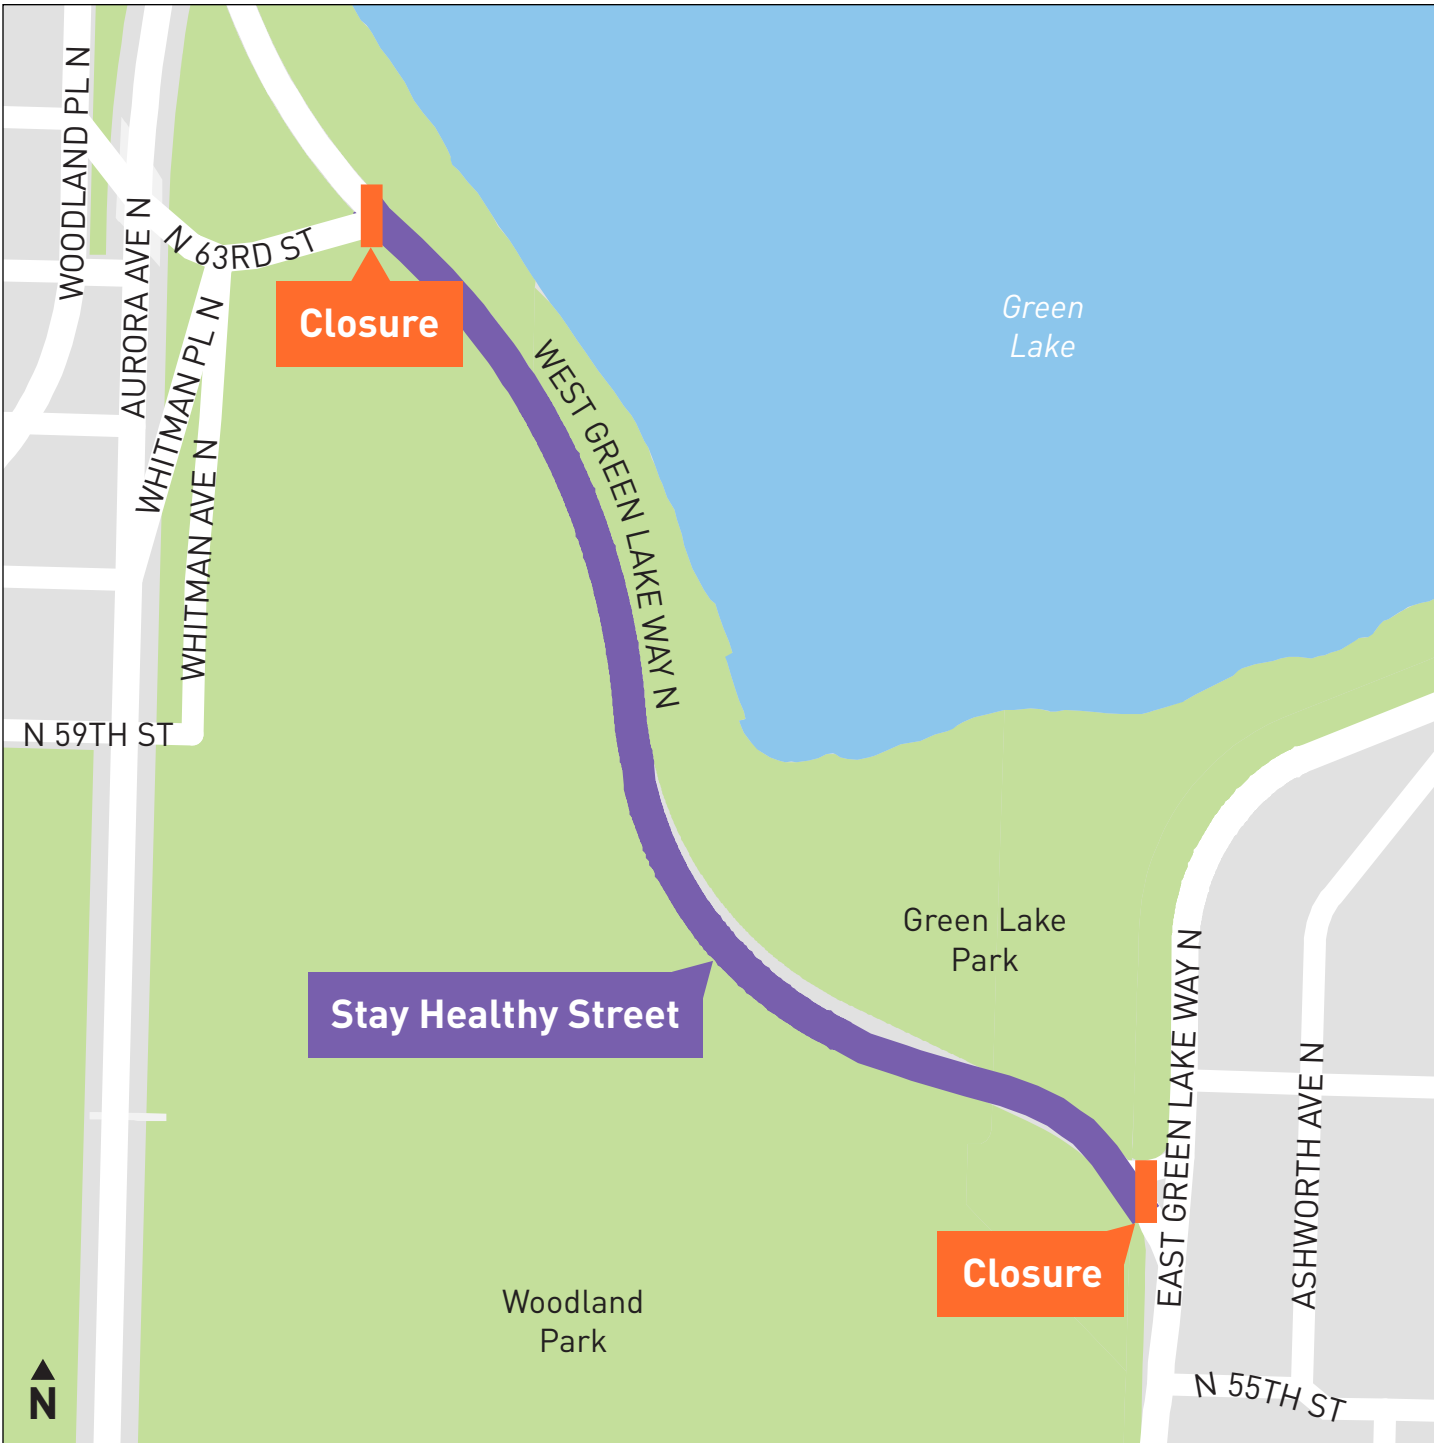 WOODLAND PL N
AURORA AVE N
N 63RD ST
WHITMAN PL N
WHITMAN AVE N
N 59TH ST
Closure
WEST GREEN LAKE WAY N
Green
Lake
Green Lake
Park
Stay Healthy Street
EAST GREEN LAKE WAY N
ASHWORTH AVE N
Closure
Woodland
Park
N 55TH ST
N